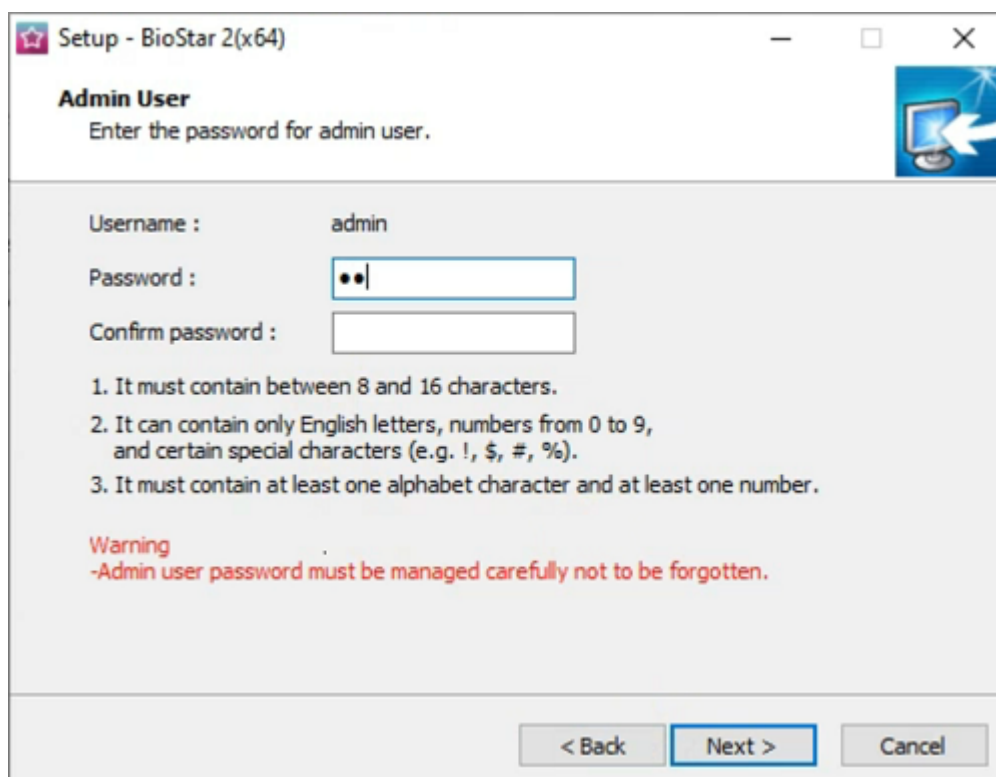 Setup - BioStar 2(x64)
Admin User
Enter the password for admin user.
Username : admin
Password : ●●
Confirm password :
1. It must contain between 8 and 16 characters.
2. It can contain only English letters, numbers from 0 to 9,
and certain special characters (e.g. !, $, #, %).
3. It must contain at least one alphabet character and at least one number.
Warning
-Admin user password must be managed carefully not to be forgotten.
< Back Next > Cancel